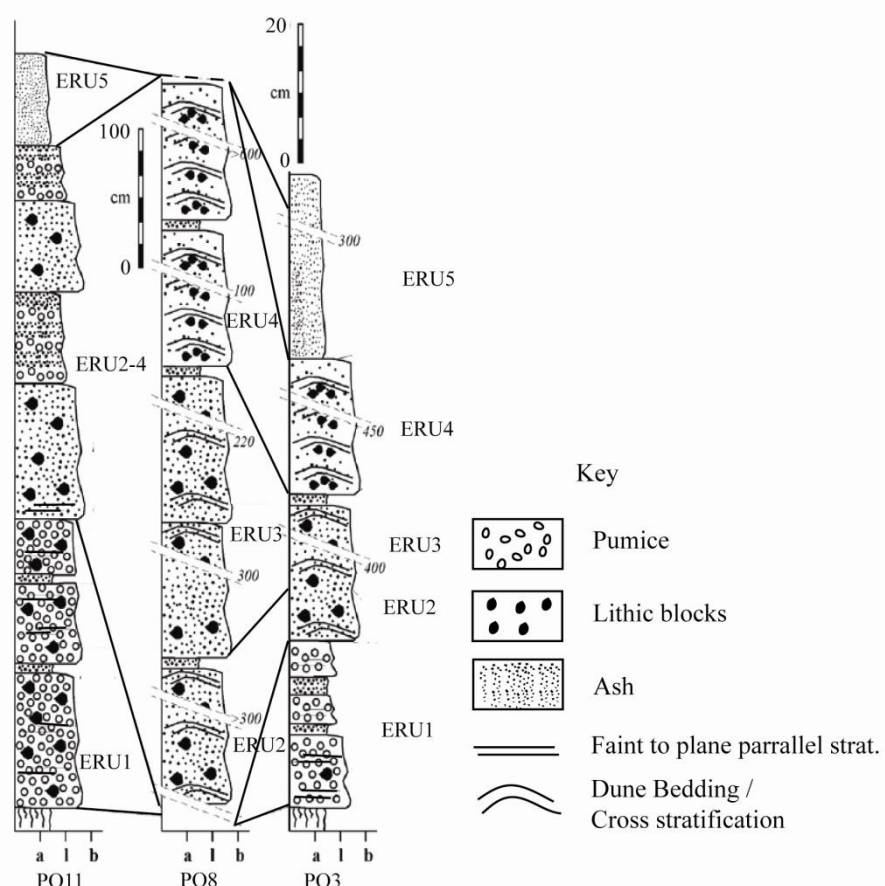 20
cm
0
ERU5
100
cm
0
>600
300
ERU5
100
ERU4
ERU2-4
450
ERU4
220
Key
ERU3
ERU3
Pumice
300
400
ERU2
Lithic blocks
Ash
>300
ERU2
ERU1
ERU1
Faint to plane parrallel strat.
Dune Bedding /
Cross stratification
a l b
a l b
a l b
PO11
PO8
PO3